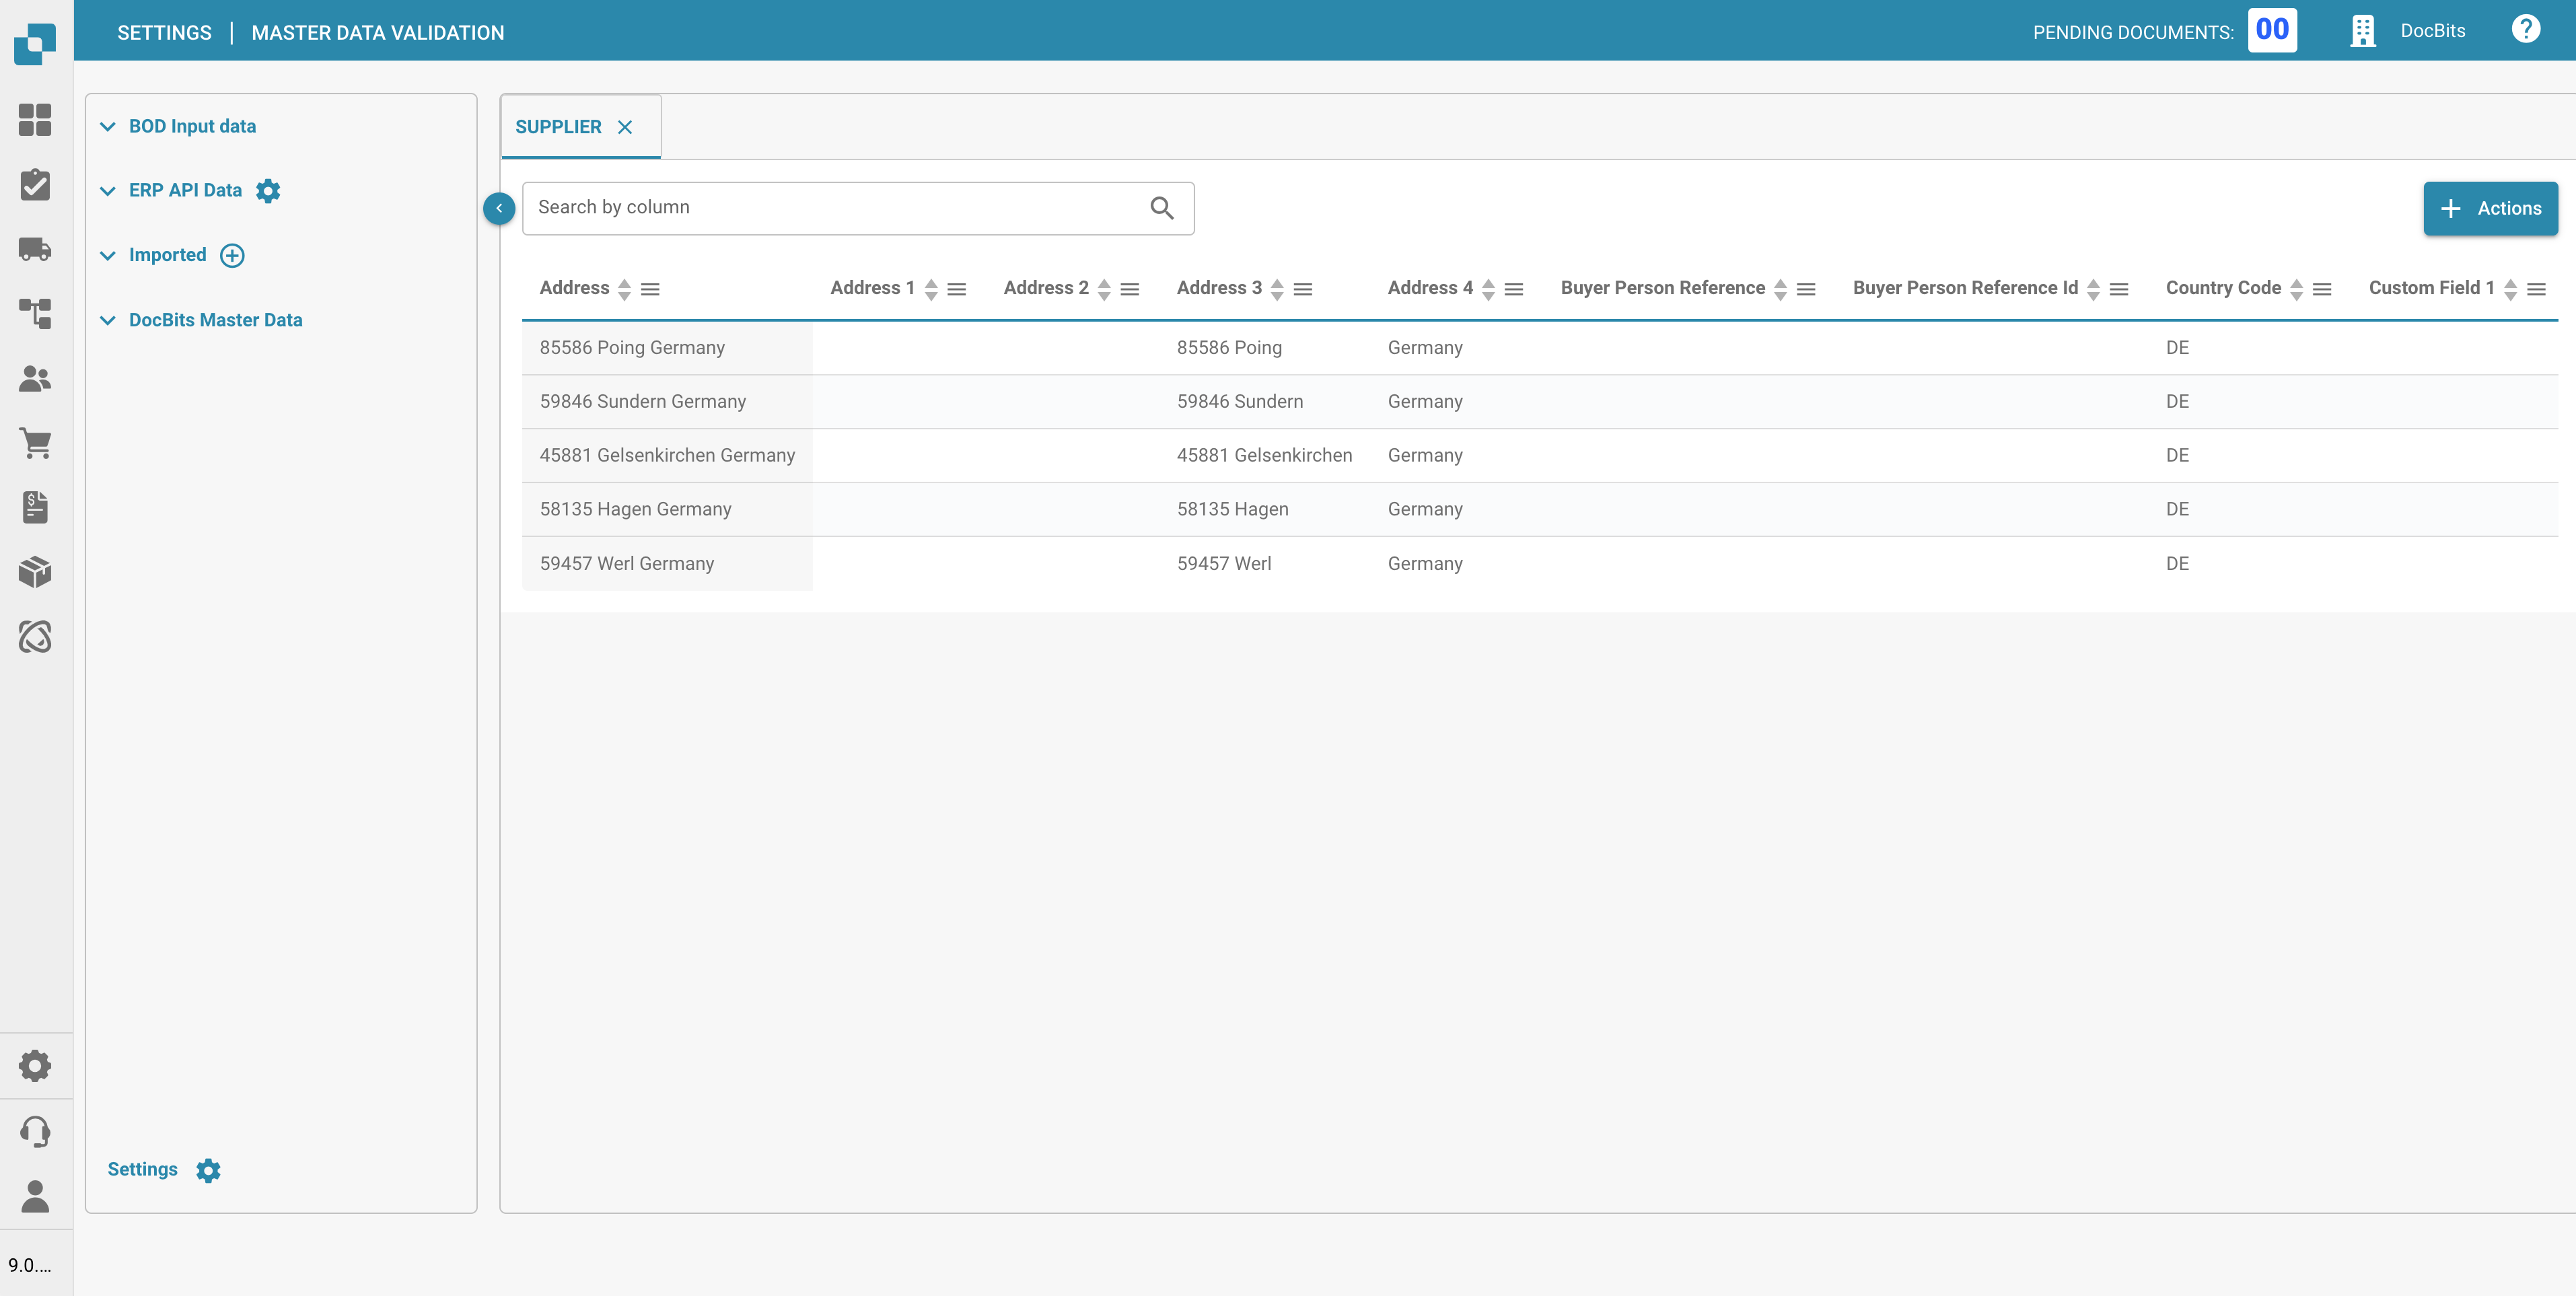 SETTINGS | MASTER DATA VALIDATION
PENDING DOCUMENTS: 00
DocBits
BOD Input data
ERP API Data
Imported
DocBits Master Data
Settings
9.0....
SUPPLIER
Search by column
Actions
Address Address 1 Address 2 Address 3 Address 4 Buyer Person Reference Buyer Person Reference Id Country Code Custom Field 1
85586 Poing Germany 85586 Poing Germany DE
59846 Sundern Germany 59846 Sundern Germany DE
45881 Gelsenkirchen Germany 45881 Gelsenkirchen Germany DE
58135 Hagen Germany 58135 Hagen Germany DE
59457 Werl Germany 59457 Werl Germany DE